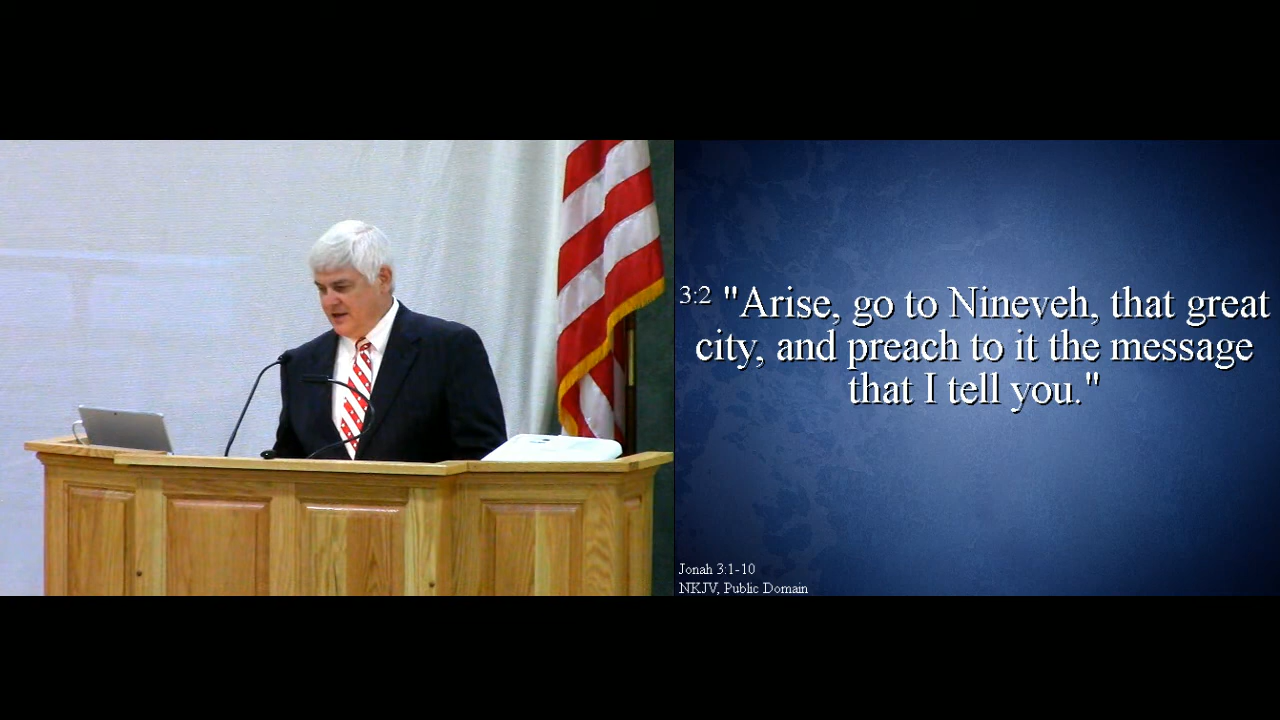 3:2 "Arise, go to Nineveh, that great
city, and preach to it the message
that I tell you."
Jonah 3:1-10
NKJV, Public Domain